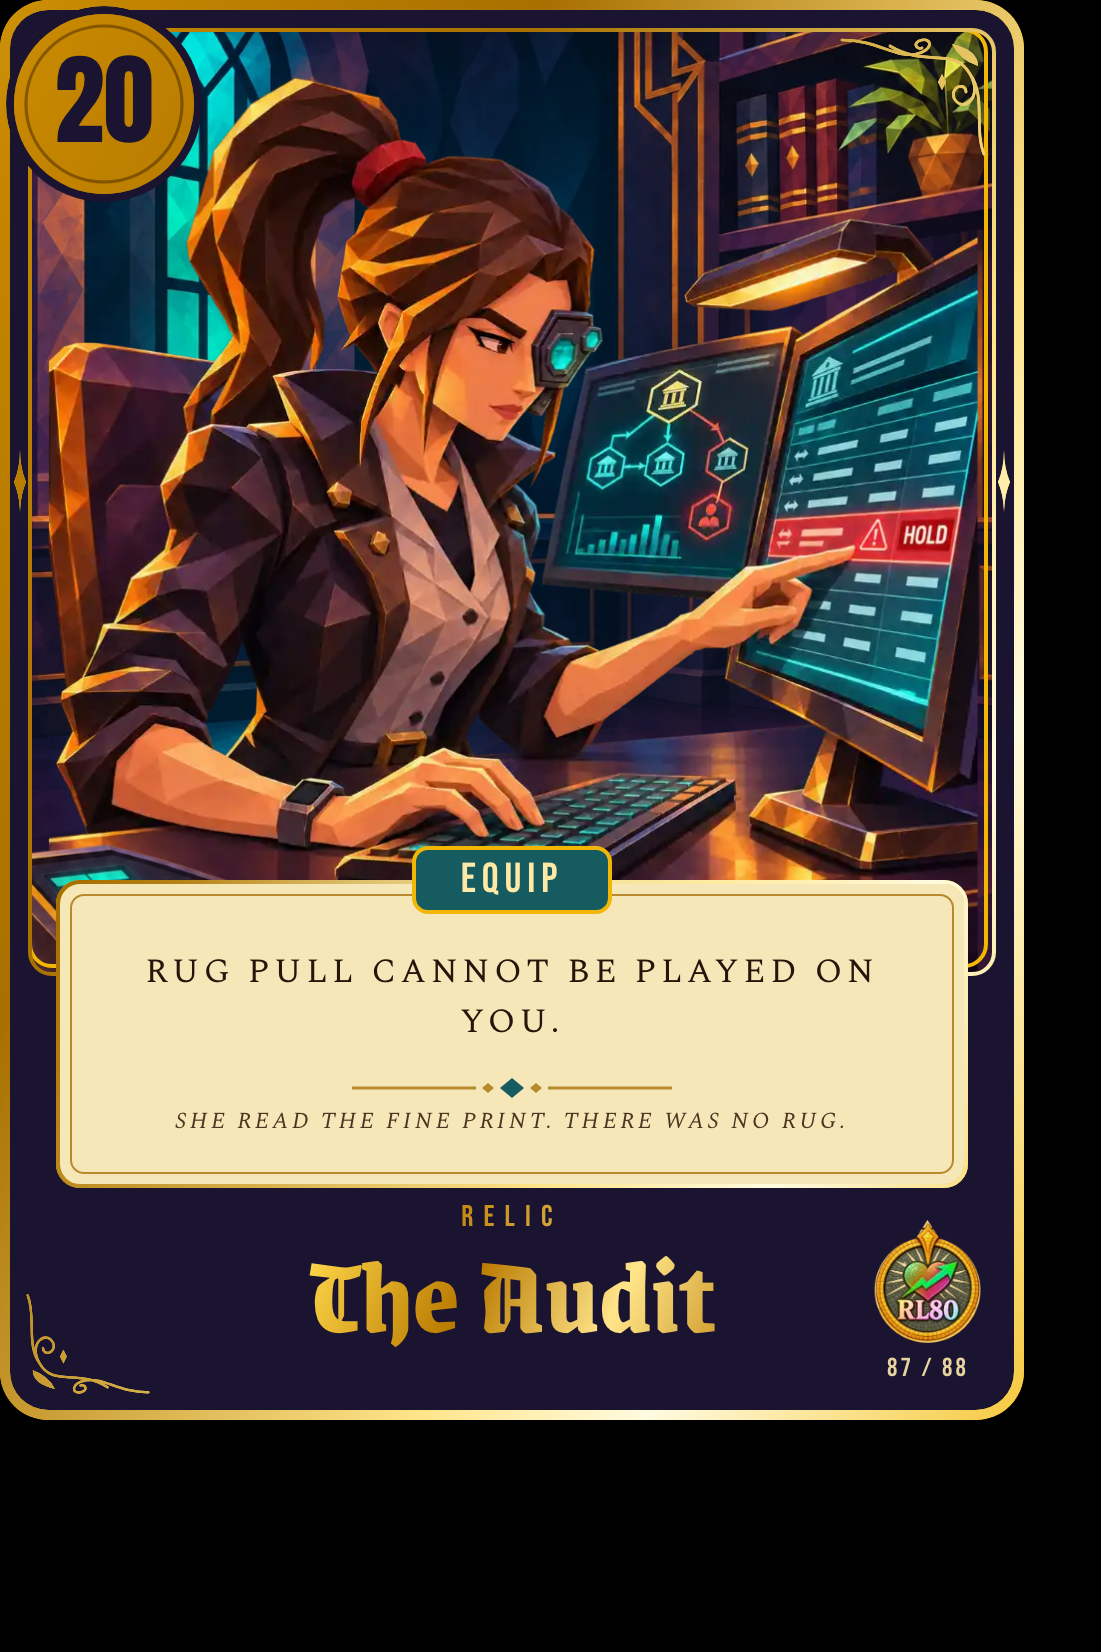 20
HOLD
EQUIP
RUG PULL CANNOT BE PLAYED ON
YOU.
SHE READ THE FINE PRINT. THERE WAS NO RUG.
RELIC
The Audit
RL80
87 / 88